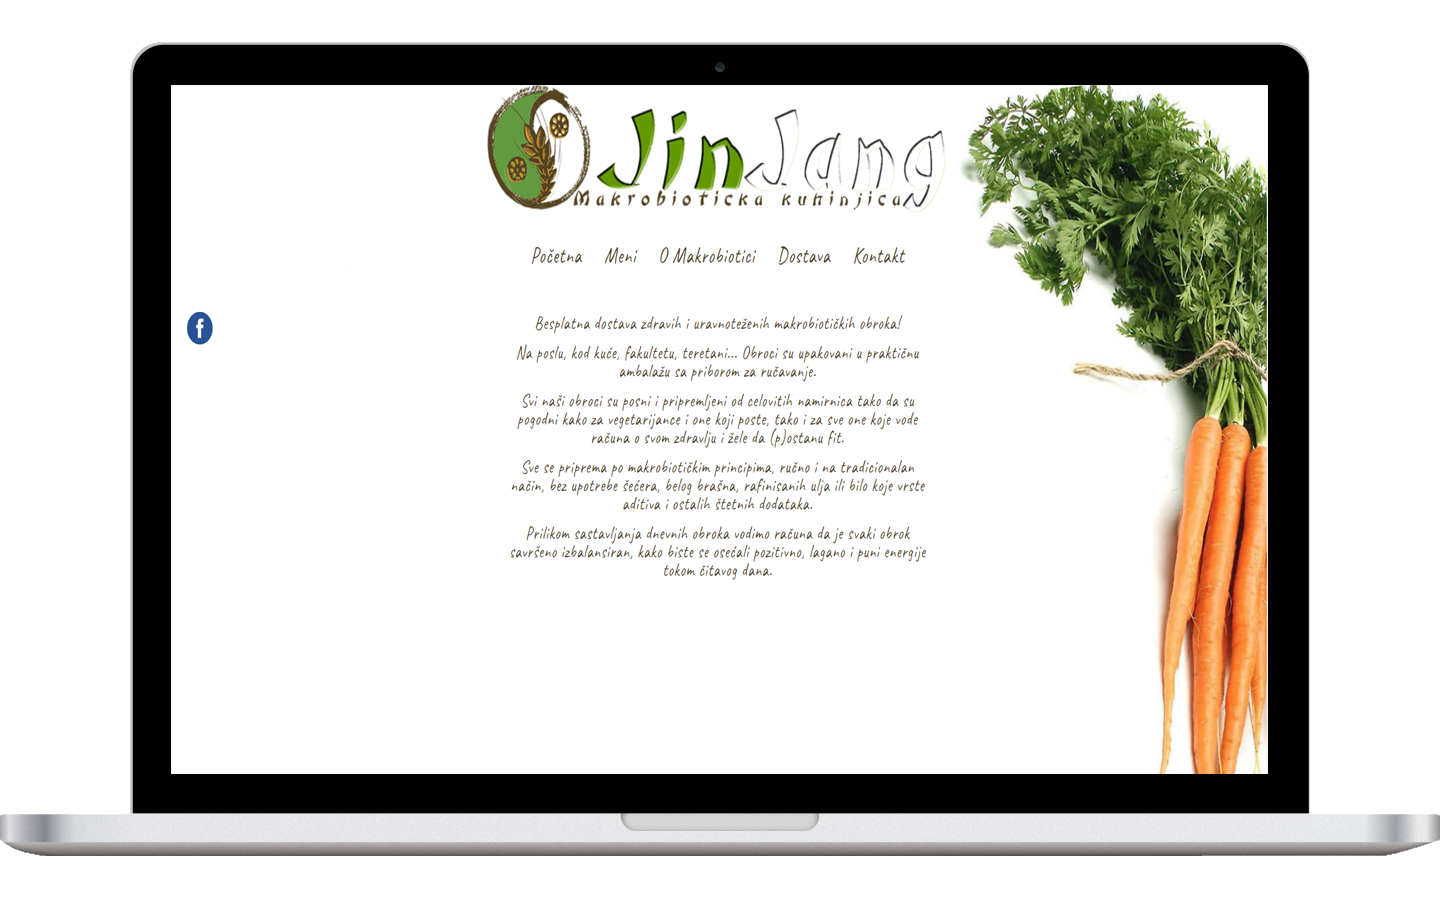 JinJang
Makrobioticka kuhinjica
Početna Meni O Makrobiotici Dostava Kontakt
f
Besplatna dostava zdravih i uravnoteženih makrobiotičkih obroka!
Na poslu, kod kuće, fakultetu, teretani... Obroci su upakovani u praktičnu
ambalažu sa priborom za ručavanje.
Svi naši obroci su posni i pripremljeni od celovitih namirnica tako da su
pogodni kako za vegetarijance i one koji poste, tako i za sve one koje vode
računa o svom zdravlju i žele da (p)ostanu fit.
Sve se priprema po makrobiotičkim principima, ručno i na tradicionalan
način, bez upotrebe šećera, belog brašna, rafinisanih ulja ili bilo koje vrste
aditiva i ostalih štetnih dodataka.
Prilikom sastavljanja dnevnih obroka vodimo računa da je svaki obrok
savršeno izbalansiran, kako biste se osećali pozitivno, lagano i puni energije
tokom čitavog dana.